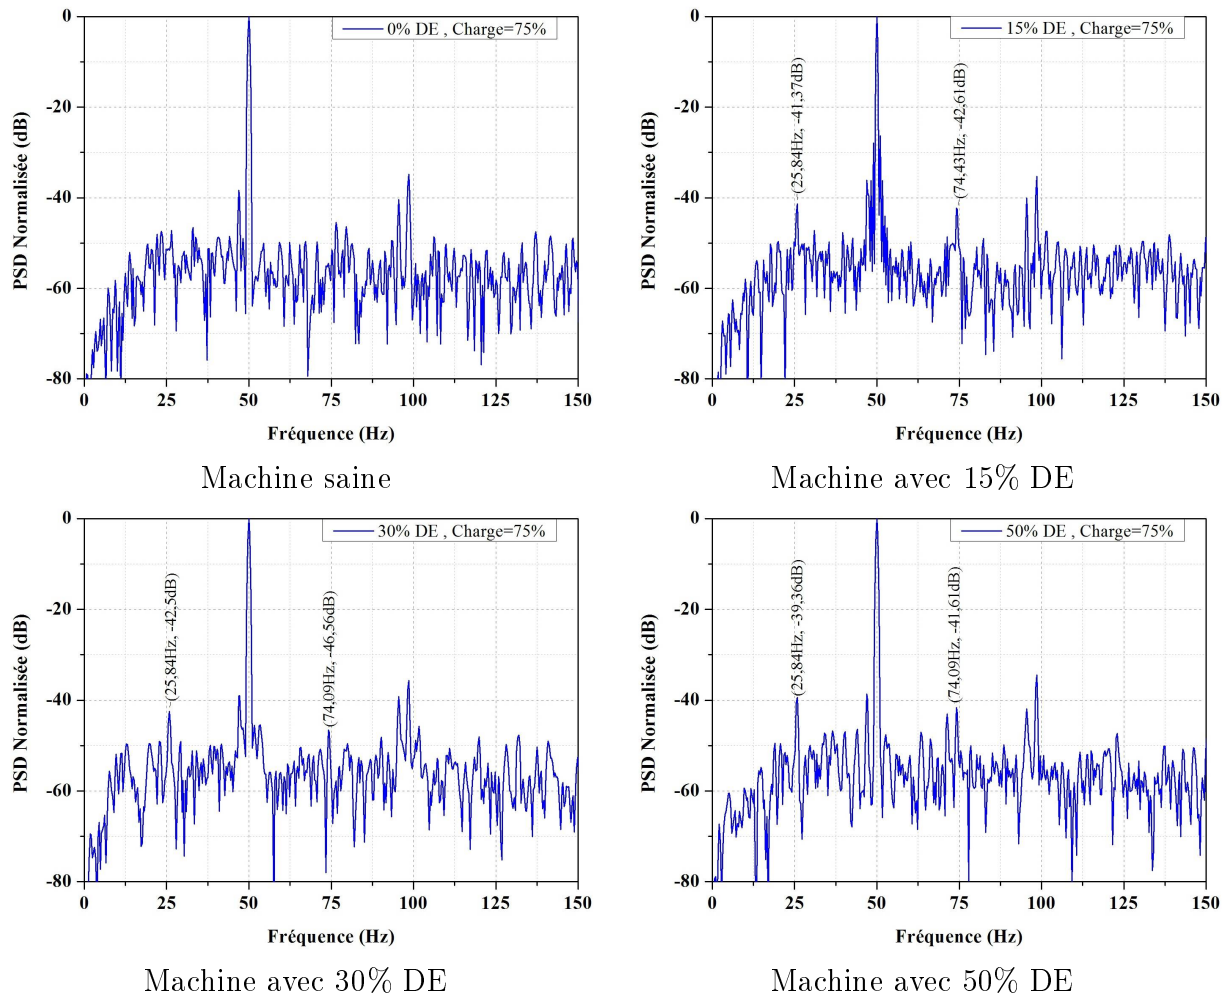 0% DE , Charge=75%
PSD Normalisée (dB)
0
-20
-40
-60
-80
0 25 50 75 100 125 150
Fréquence (Hz)
Machine saine
15% DE , Charge=75%
(25,84Hz, -41,37dB)
(74,43Hz, -42,61dB)
PSD Normalisée (dB)
0
-20
-40
-60
-80
0 25 50 75 100 125 150
Fréquence (Hz)
Machine avec 15% DE
30% DE , Charge=75%
(25,84Hz, -42,5dB)
(74,09Hz, -46,56dB)
PSD Normalisée (dB)
0
-20
-40
-60
-80
0 25 50 75 100 125 150
Fréquence (Hz)
Machine avec 30% DE
50% DE , Charge=75%
(25,84Hz, -39,36dB)
(74,09Hz, -41,61dB)
PSD Normalisée (dB)
0
-20
-40
-60
-80
0 25 50 75 100 125 150
Fréquence (Hz)
Machine avec 50% DE